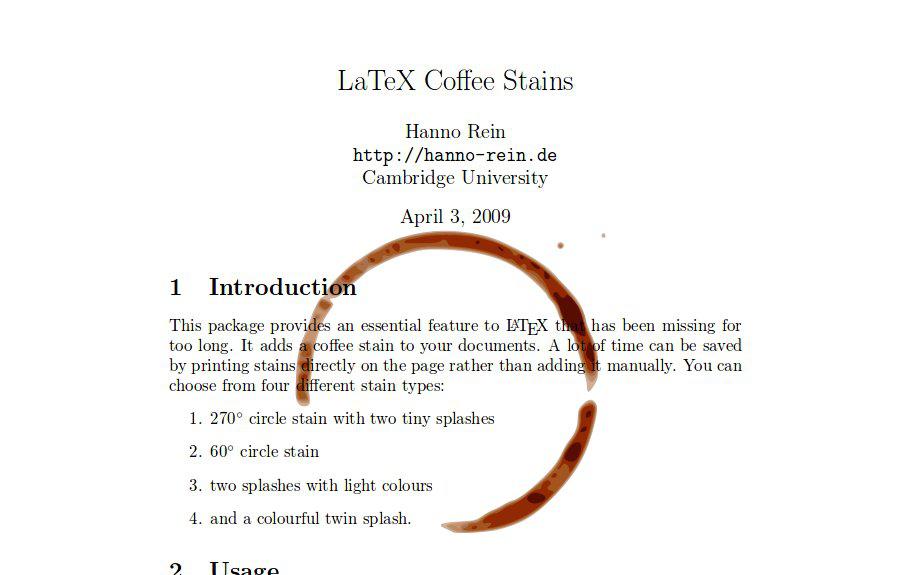 LaTeX Coffee Stains
Hanno Rein
http://hanno-rein.de
Cambridge University
April 3, 2009
1 Introduction
This package provides an essential feature to LATEX that has been missing for
too long. It adds a coffee stain to your documents. A lot of time can be saved
by printing stains directly on the page rather than adding it manually. You can
choose from four different stain types:
1. 270° circle stain with two tiny splashes
2. 60° circle stain
3. two splashes with light colours
4. and a colourful twin splash.
2 Usage